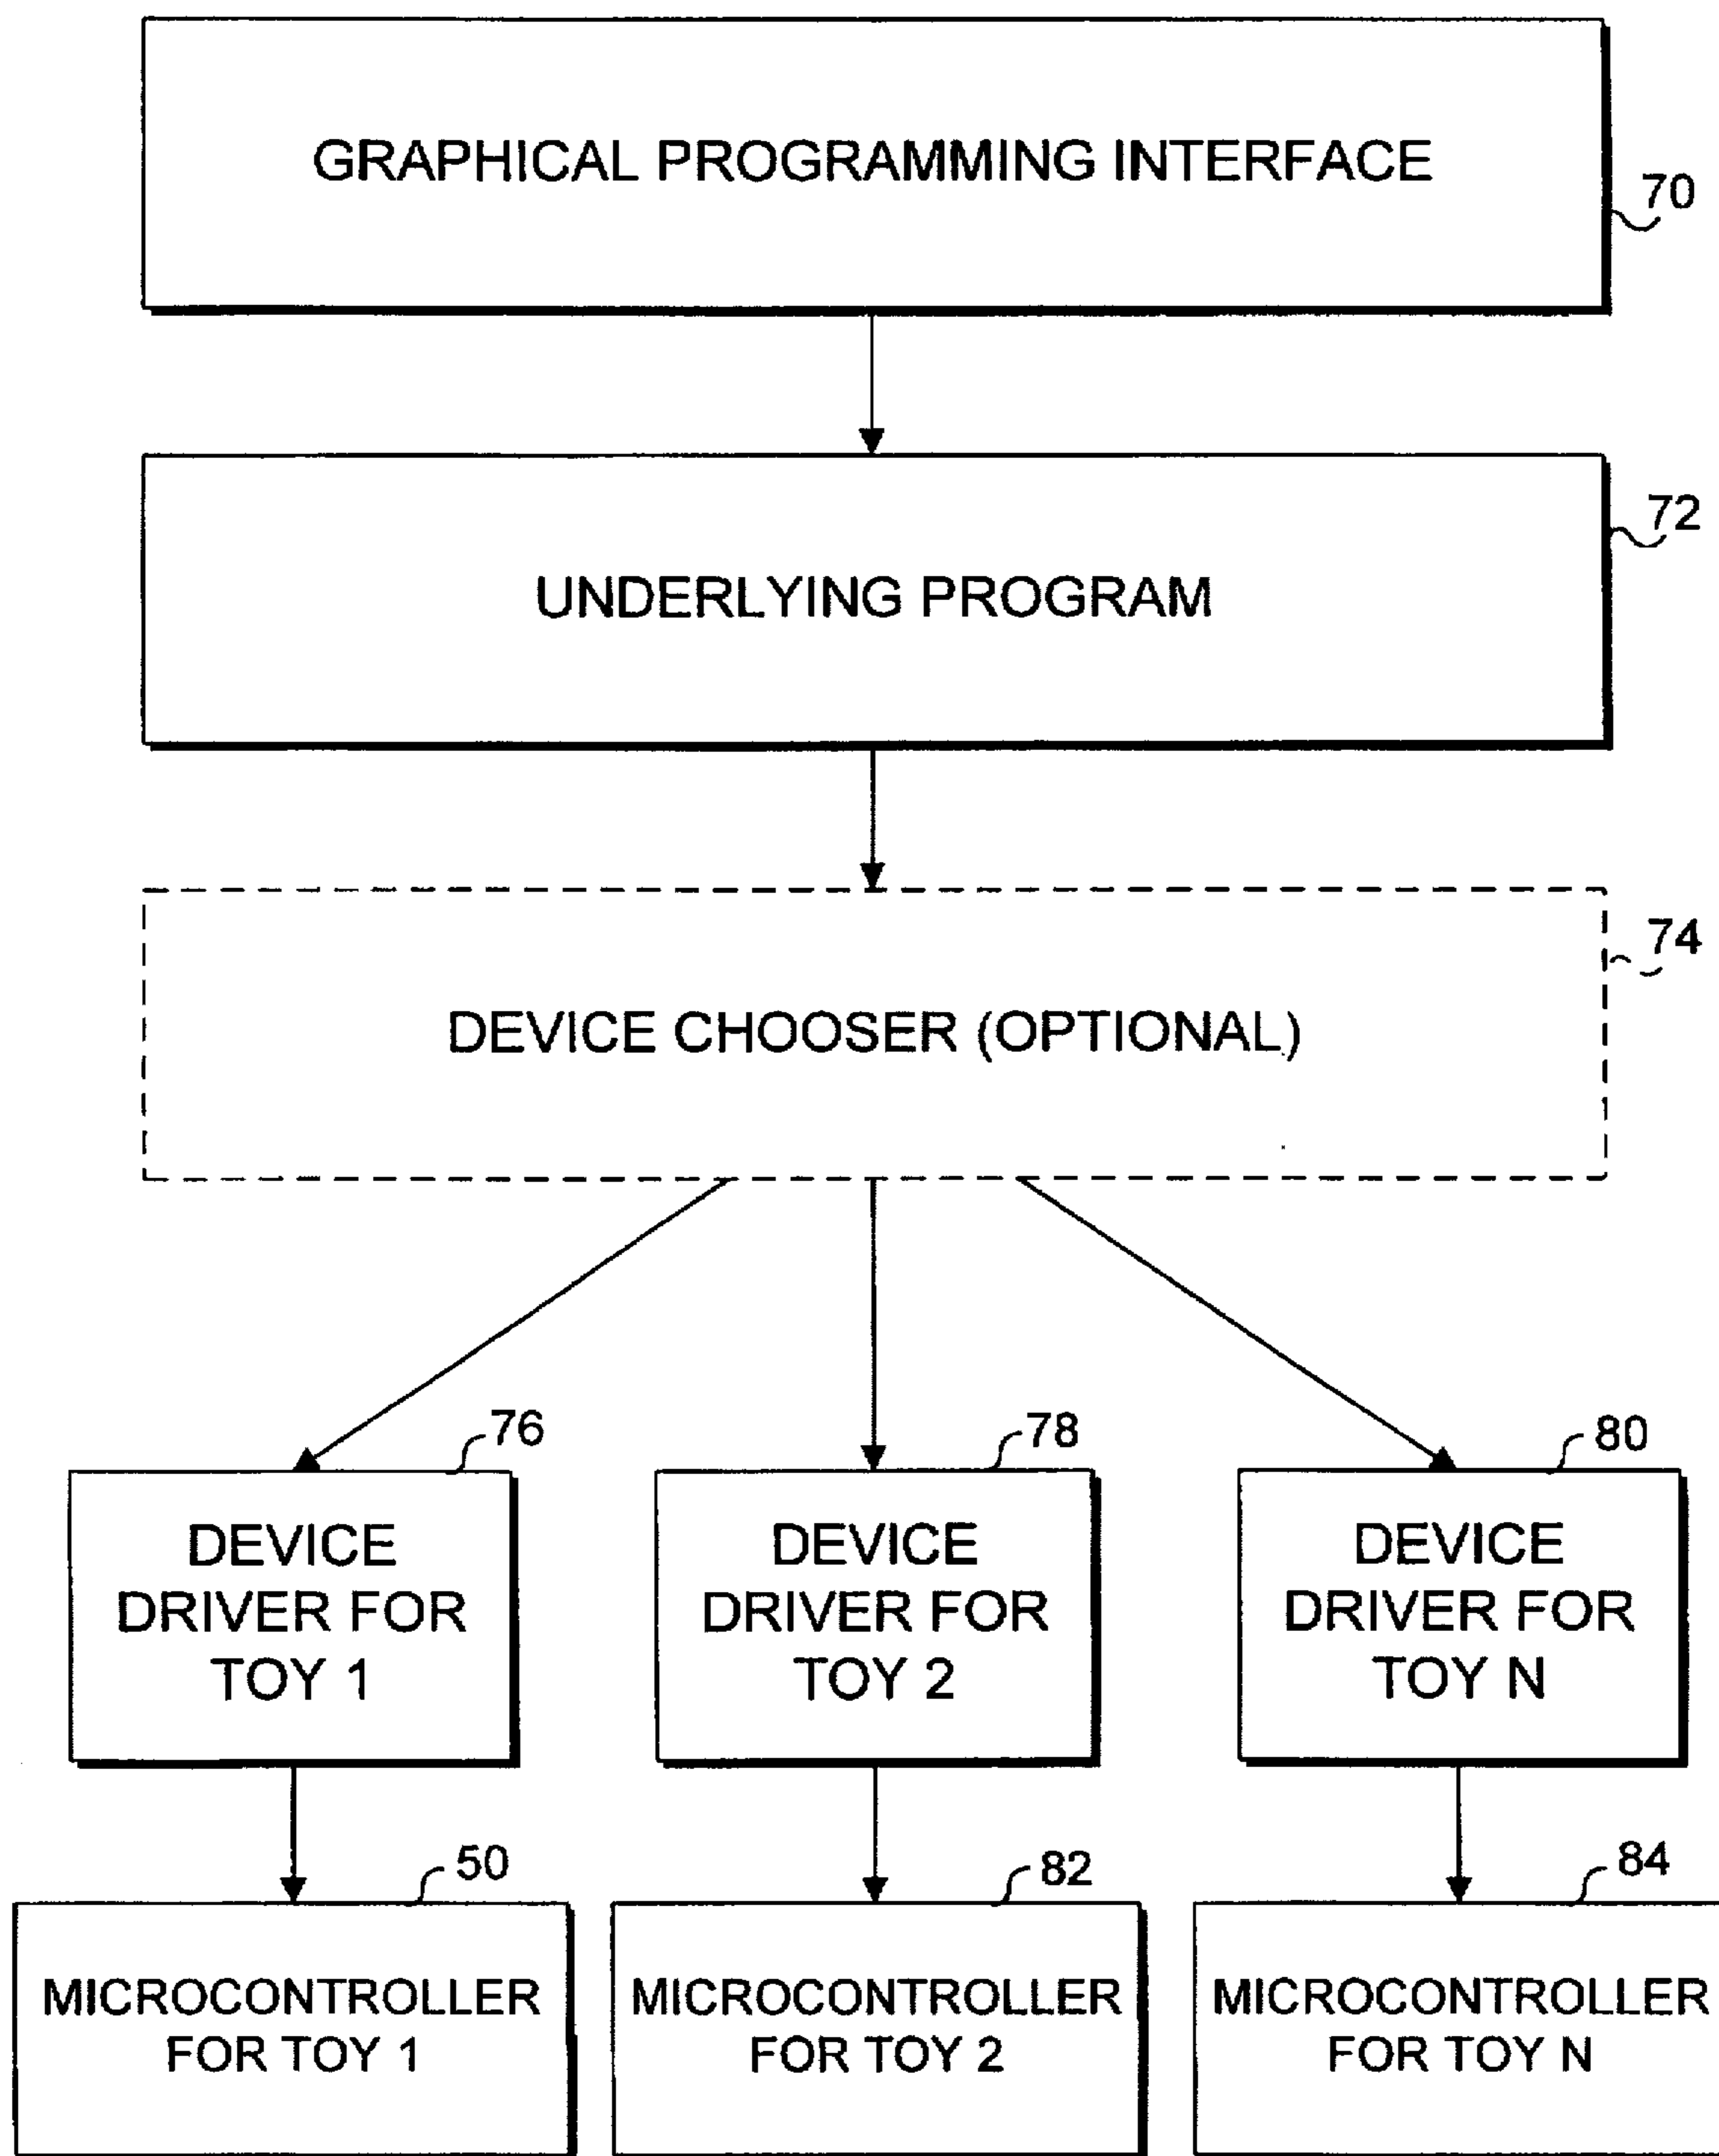 GRAPHICAL PROGRAMMING INTERFACE
70
UNDERLYING PROGRAM
72
DEVICE CHOOSER (OPTIONAL)
74
76
DEVICE
DRIVER FOR
TOY 1
78
DEVICE
DRIVER FOR
TOY 2
80
DEVICE
DRIVER FOR
TOY N
50
MICROCONTROLLER
FOR TOY 1
82
MICROCONTROLLER
FOR TOY 2
84
MICROCONTROLLER
FOR TOY N